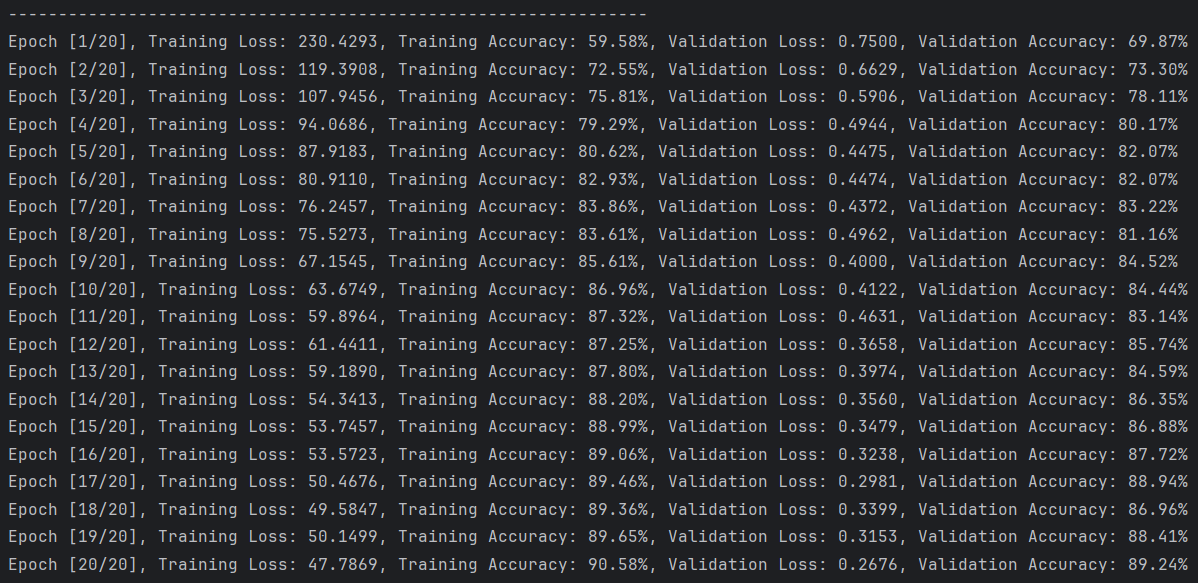 ----------------------------------------------------------------
Epoch [1/20], Training Loss: 230.4293, Training Accuracy: 59.58%, Validation Loss: 0.7500, Validation Accuracy: 69.87%
Epoch [2/20], Training Loss: 119.3908, Training Accuracy: 72.55%, Validation Loss: 0.6629, Validation Accuracy: 73.30%
Epoch [3/20], Training Loss: 107.9456, Training Accuracy: 75.81%, Validation Loss: 0.5906, Validation Accuracy: 78.11%
Epoch [4/20], Training Loss: 94.0686, Training Accuracy: 79.29%, Validation Loss: 0.4944, Validation Accuracy: 80.17%
Epoch [5/20], Training Loss: 87.9183, Training Accuracy: 80.62%, Validation Loss: 0.4475, Validation Accuracy: 82.07%
Epoch [6/20], Training Loss: 80.9110, Training Accuracy: 82.93%, Validation Loss: 0.4474, Validation Accuracy: 82.07%
Epoch [7/20], Training Loss: 76.2457, Training Accuracy: 83.86%, Validation Loss: 0.4372, Validation Accuracy: 83.22%
Epoch [8/20], Training Loss: 75.5273, Training Accuracy: 83.61%, Validation Loss: 0.4962, Validation Accuracy: 81.16%
Epoch [9/20], Training Loss: 67.1545, Training Accuracy: 85.61%, Validation Loss: 0.4000, Validation Accuracy: 84.52%
Epoch [10/20], Training Loss: 63.6749, Training Accuracy: 86.96%, Validation Loss: 0.4122, Validation Accuracy: 84.44%
Epoch [11/20], Training Loss: 59.8964, Training Accuracy: 87.32%, Validation Loss: 0.4631, Validation Accuracy: 83.14%
Epoch [12/20], Training Loss: 61.4411, Training Accuracy: 87.25%, Validation Loss: 0.3658, Validation Accuracy: 85.74%
Epoch [13/20], Training Loss: 59.1890, Training Accuracy: 87.80%, Validation Loss: 0.3974, Validation Accuracy: 84.59%
Epoch [14/20], Training Loss: 54.3413, Training Accuracy: 88.20%, Validation Loss: 0.3560, Validation Accuracy: 86.35%
Epoch [15/20], Training Loss: 53.7457, Training Accuracy: 88.99%, Validation Loss: 0.3479, Validation Accuracy: 86.88%
Epoch [16/20], Training Loss: 53.5723, Training Accuracy: 89.06%, Validation Loss: 0.3238, Validation Accuracy: 87.72%
Epoch [17/20], Training Loss: 50.4676, Training Accuracy: 89.46%, Validation Loss: 0.2981, Validation Accuracy: 88.94%
Epoch [18/20], Training Loss: 49.5847, Training Accuracy: 89.36%, Validation Loss: 0.3399, Validation Accuracy: 86.96%
Epoch [19/20], Training Loss: 50.1499, Training Accuracy: 89.65%, Validation Loss: 0.3153, Validation Accuracy: 88.41%
Epoch [20/20], Training Loss: 47.7869, Training Accuracy: 90.58%, Validation Loss: 0.2676, Validation Accuracy: 89.24%